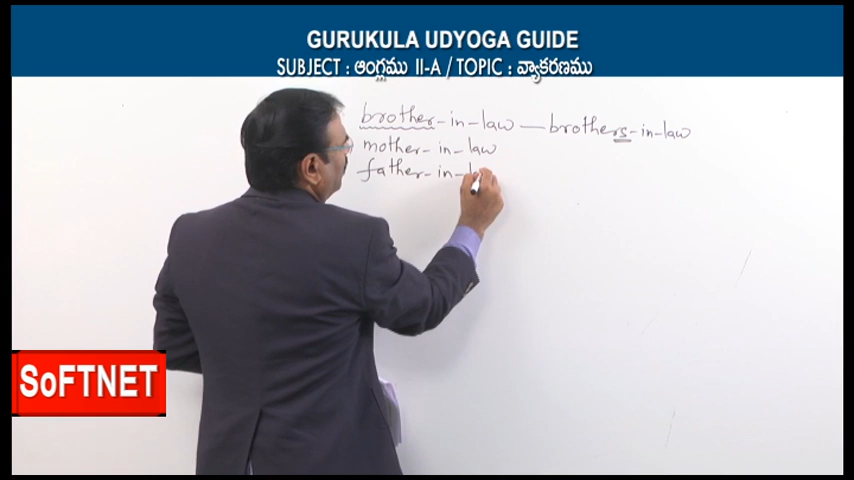 GURUKULA UDYOGA GUIDE
SUBJECT : ఆంగ్లము II-A / TOPIC : వ్యాకరణము
brother-in-law — brothers-in-law
mother-in-law
father-in-
SoFTNET